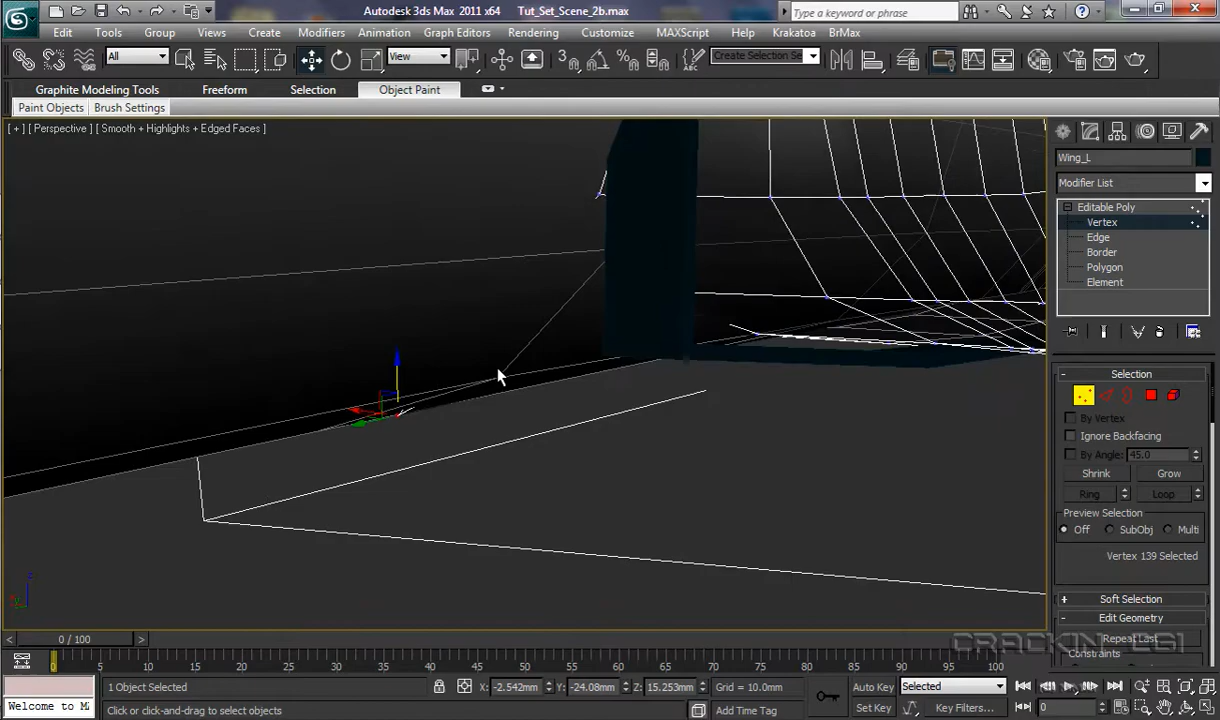 Autodesk 3ds Max 2011 x64 Tut_Set_Scene_2b.max
Type a keyword or phrase
Edit Tools Group Views Create Modifiers Animation Graph Editors Rendering Customize MAXScript Help Krakatoa BrMax
All View Create Selection Se
Graphite Modeling Tools Freeform Selection Object Paint
Paint Objects Brush Settings
[ + ] [ Perspective ] [ Smooth + Highlights + Edged Faces ]
Wing_L
Modifier List
Editable Poly
Vertex
Edge
Border
Polygon
Element
- Selection
By Vertex
Ignore Backfacing
By Angle: 45.0
Shrink Grow
Ring Loop
Preview Selection
Off SubObj Multi
Vertex 139 Selected
+ Soft Selection
- Edit Geometry
Repeat Last
Constraints
< 0 / 100 >
0 5 10 15 20 25 30 35 40 45 50 55 60 65 70 75 80 85 90 95 100
1 Object Selected X: -2.542mm Y: -24.08mm Z: 15.253mm Grid = 10.0mm Auto Key Selected
Welcome to M Click or click-and-drag to select objects Add Time Tag Set Key Key Filters... 0